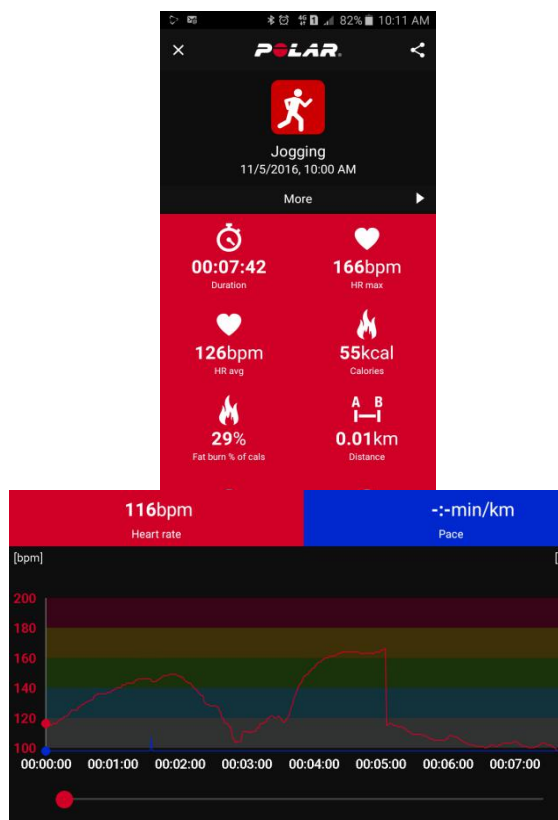 82% 10:11 AM
POLAR
Jogging
11/5/2016, 10:00 AM
More
00:07:42 166bpm
Duration HR max
126bpm 55kcal
HR avg Calories
A B
29% 0.01km
Fat burn % of cals Distance
116bpm -:-min/km
Heart rate Pace
[bpm] [
200
180
160
140
120
100
00:00:00 00:01:00 00:02:00 00:03:00 00:04:00 00:05:00 00:06:00 00:07:00